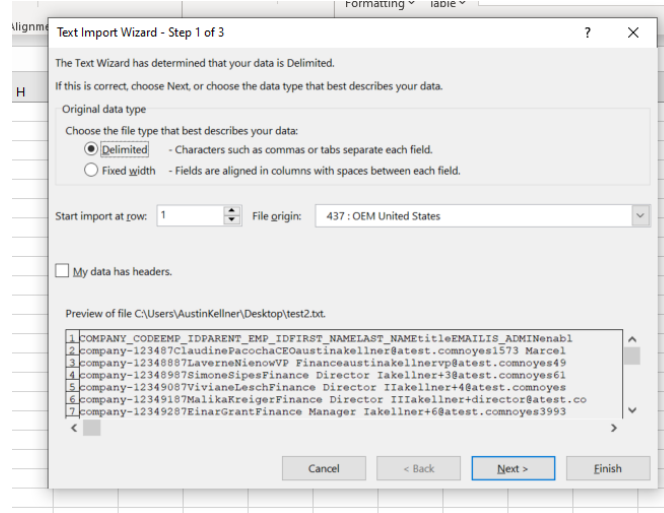 Formatting Table
Alignme
Text Import Wizard - Step 1 of 3 ?
The Text Wizard has determined that your data is Delimited.
If this is correct, choose Next, or choose the data type that best describes your data.
H
Original data type
Choose the file type that best describes your data:
Delimited - Characters such as commas or tabs separate each field.
Fixed width - Fields are aligned in columns with spaces between each field.
Start import at row: 1 File origin: 437 : OEM United States
My data has headers.
Preview of file C:\Users\AustinKellner\Desktop\test2.txt.
1 COMPANY_CODEEMP_IDPARENT_EMP_IDFIRST_NAMELAST_NAMEtitleEMAILIS_ADMINenabl
2 company-123487ClaudinePacochaCEOaustinakellner@atest.comnoyes1573 Marcel
3 company-12348887LaverneNienowVP Financeaustinakellnervp@atest.comnoyes49
4 company-12348987SimoneSipesFinance Director Iakellner+3@atest.comnoyes61
5 company-12349087VivianeLeschFinance Director IIakellner+4@atest.comnoyes
6 company-12349187MalikaKreigerFinance Director IIIakellner+director@atest.co
7 company-12349287EinarGrantFinance Manager Iakellner+6@atest.comnoyes3993
Cancel < Back Next > Finish